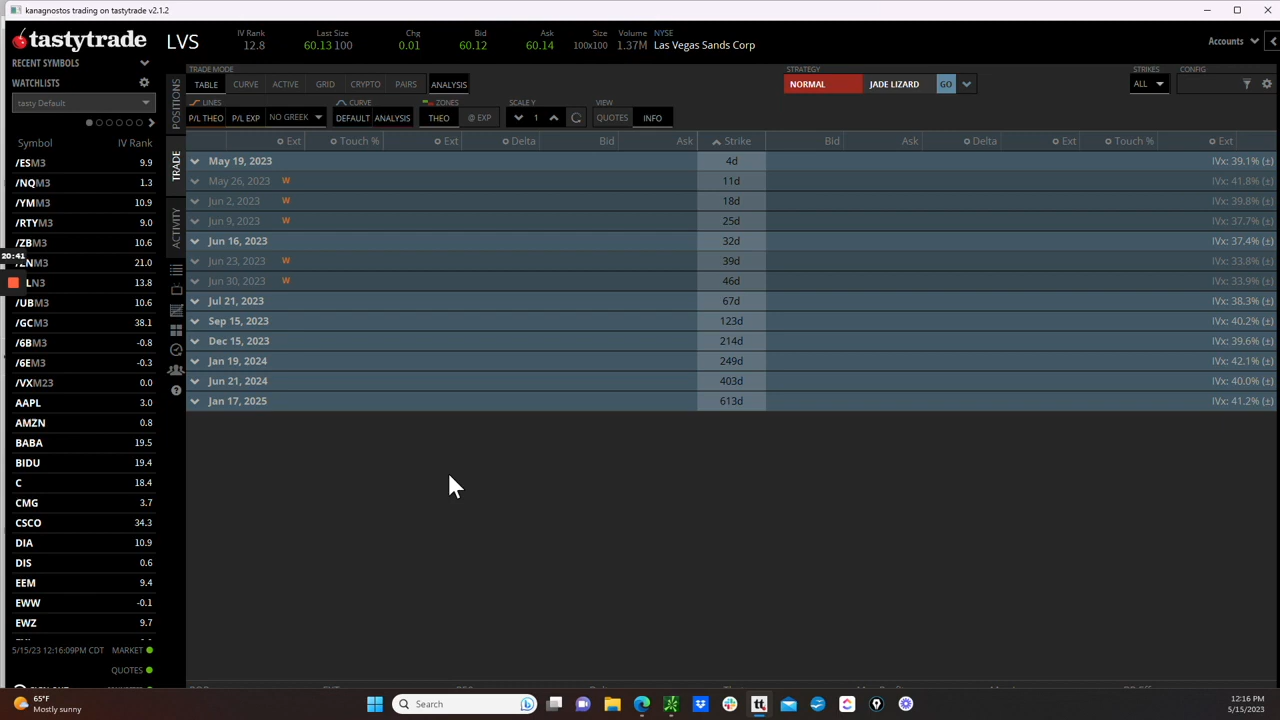 kanagnostos trading on tastytrade v2.1.2
tastytrade
LVS
IV Rank
12.8
Last Size
60.13 100
Chg
0.01
Bid
60.12
Ask
60.14
Size
100x100
Volume
1.37M
NYSE
Las Vegas Sands Corp
Accounts
RECENT SYMBOLS
TRADE MODE
STRATEGY
STRIKES
CONFIG
WATCHLISTS
TABLE CURVE ACTIVE GRID CRYPTO PAIRS ANALYSIS
NORMAL JADE LIZARD GO
ALL
tasty Default
LINES CURVE ZONES SCALE Y VIEW
P/L THEO P/L EXP NO GREEK DEFAULT ANALYSIS THEO @ EXP 1 QUOTES INFO
POSITIONS
TRADE
ACTIVITY
Symbol IV Rank
Ext Touch % Ext Delta Bid Ask Strike Bid Ask Delta Ext Touch % Ext
May 19, 2023 4d IVx: 39.1% (±)
May 26, 2023 W 11d IVx: 41.8% (±)
Jun 2, 2023 W 18d IVx: 39.8% (±)
Jun 9, 2023 W 25d IVx: 37.7% (±)
Jun 16, 2023 32d IVx: 37.4% (±)
Jun 23, 2023 W 39d IVx: 33.8% (±)
Jun 30, 2023 W 46d IVx: 33.9% (±)
Jul 21, 2023 67d IVx: 38.3% (±)
Sep 15, 2023 123d IVx: 40.2% (±)
Dec 15, 2023 214d IVx: 39.6% (±)
Jan 19, 2024 249d IVx: 42.1% (±)
Jun 21, 2024 403d IVx: 40.0% (±)
Jan 17, 2025 613d IVx: 41.2% (±)
/ESM3 9.9
/NQM3 1.3
/YMM3 10.9
/RTYM3 9.0
/ZBM3 10.6
20:41
/ZNM3 21.0
LN3 13.8
/UBM3 10.6
/GCM3 38.1
/6BM3 -0.8
/6EM3 -0.3
/VXM23 0.0
AAPL 3.0
AMZN 0.8
BABA 19.5
BIDU 19.4
C 18.4
CMG 3.7
CSCO 34.3
DIA 10.9
DIS 0.6
EEM 9.4
EWW -0.1
EWZ 9.7
5/15/23 12:16:09PM CDT MARKET
QUOTES
65°F
Mostly sunny
Search
12:16 PM
5/15/2023